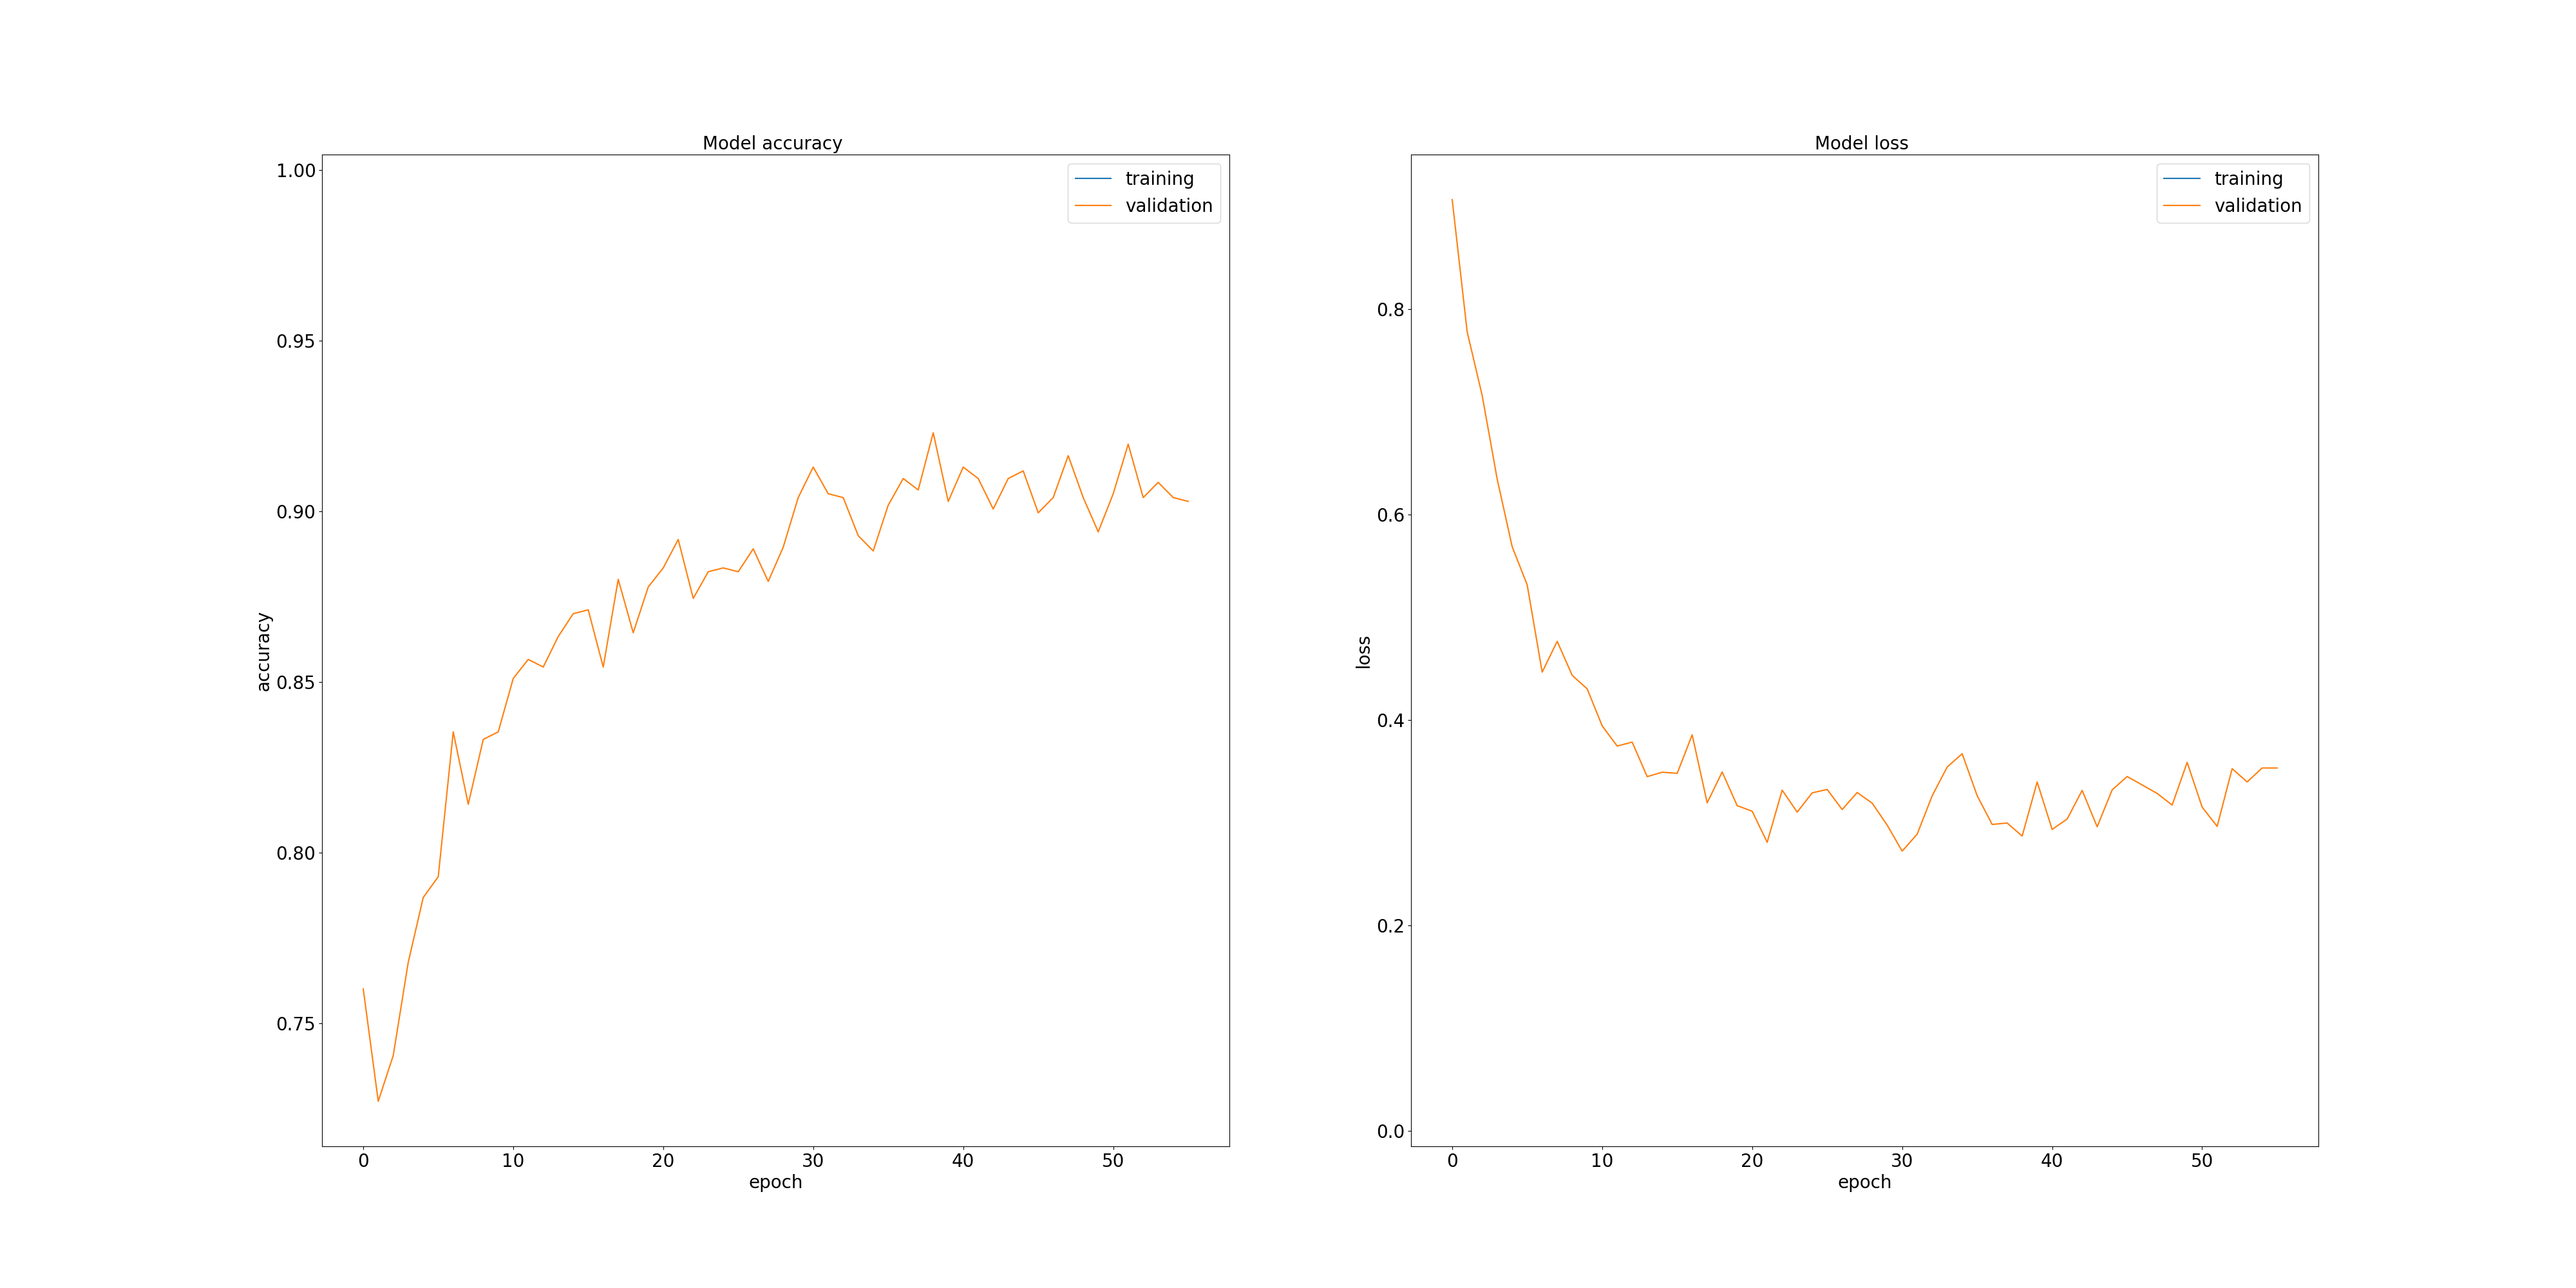 Model accuracy
training
validation
1.00
0.95
0.90
0.85
0.80
0.75
accuracy
0 10 20 30 40 50
epoch
Model loss
training
validation
0.8
0.6
0.4
0.2
0.0
loss
0 10 20 30 40 50
epoch